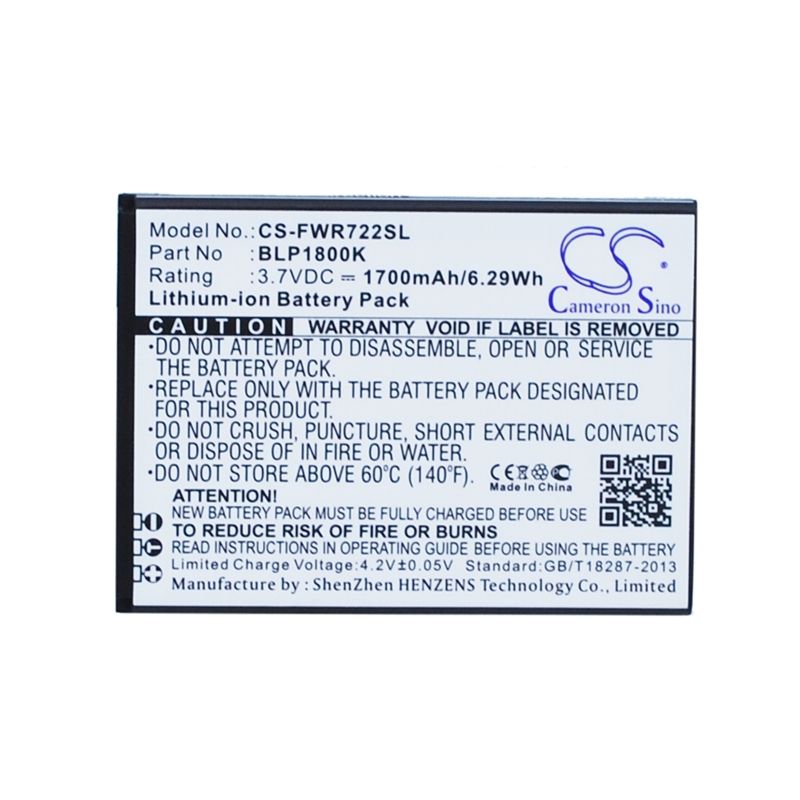 Model No.: CS-FWR722SL
Part No : BLP1800K
Rating : 3.7VDC ⎓ 1700mAh/6.29Wh
Lithium-ion Battery Pack
CS ®
Cameron Sino
CAUTION WARRANTY VOID IF LABEL IS REMOVED
•DO NOT ATTEMPT TO DISASSEMBLE, OPEN OR SERVICE
THE BATTERY PACK.
•REPLACE ONLY WITH THE BATTERY PACK DESIGNATED
FOR THIS PRODUCT.
•DO NOT CRUSH, PUNCTURE, SHORT EXTERNAL CONTACTS
OR DISPOSE OF IN FIRE OR WATER.
•DO NOT STORE ABOVE 60℃ (140℉).
CE
Made In China
ATTENTION!
NEW BATTERY PACK MUST BE FULLY CHARGED BEFORE USE
TO REDUCE RISK OF FIRE OR BURNS
READ INSTRUCTIONS BEFORE CHARGE OR USE THE BATTERY
Limited Charge Voltage:4.2V±0.05V Standard:GB/T18287-2013
Manufacture by : ShenZhen HENZENS Technology Co., Limited